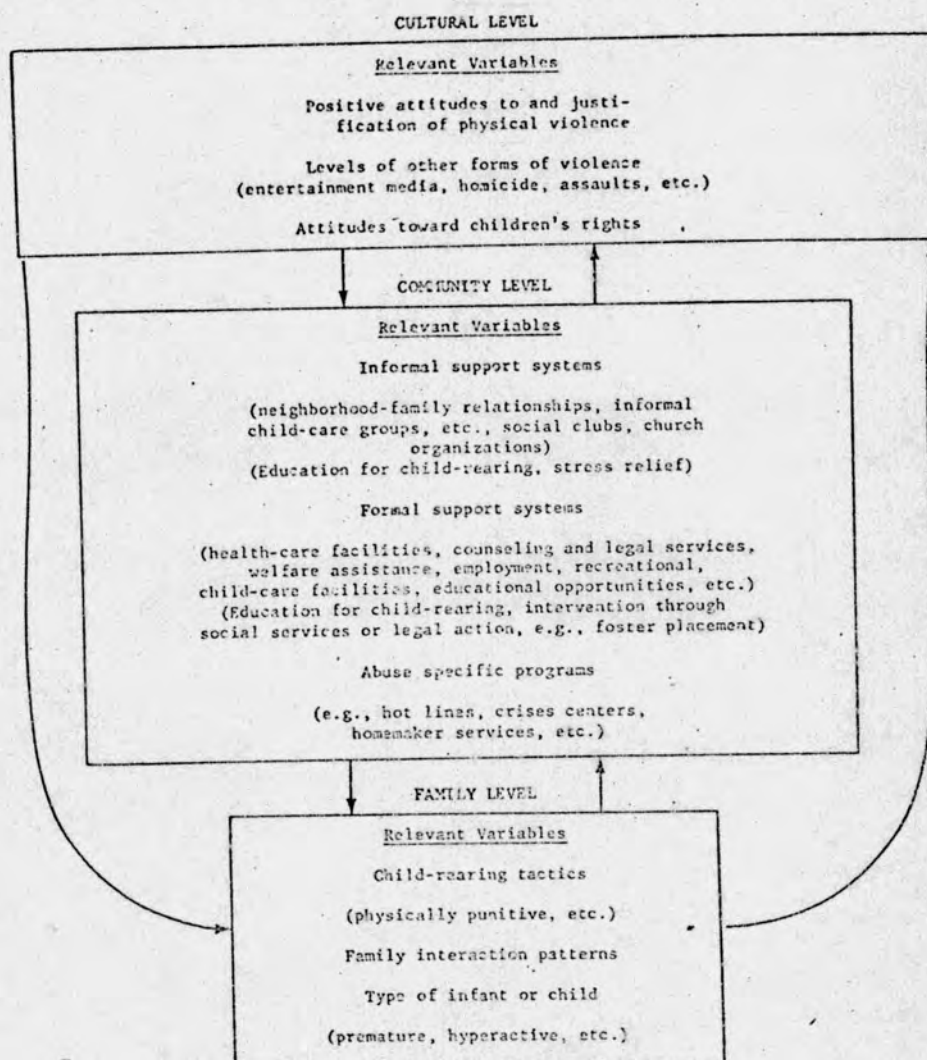 CULTURAL LEVEL
Relevant Variables
Positive attitudes to and justi-
fication of physical violence
Levels of other forms of violence
(entertainment media, homicide, assaults, etc.)
Attitudes toward children's rights
COMMUNITY LEVEL
Relevant Variables
Informal support systems
(neighborhood-family relationships, informal
child-care groups, etc., social clubs, church
organizations)
(Education for child-rearing, stress relief)
Formal support systems
(health-care facilities, counseling and legal services,
welfare assistance, employment, recreational,
child-care facilities, educational opportunities, etc.)
(Education for child-rearing, intervention through
social services or legal action, e.g., foster placement)
Abuse specific programs
(e.g., hot lines, crises centers,
homemaker services, etc.)
FAMILY LEVEL
Relevant Variables
Child-rearing tactics
(physically punitive, etc.)
Family interaction patterns
Type of infant or child
(premature, hyperactive, etc.)